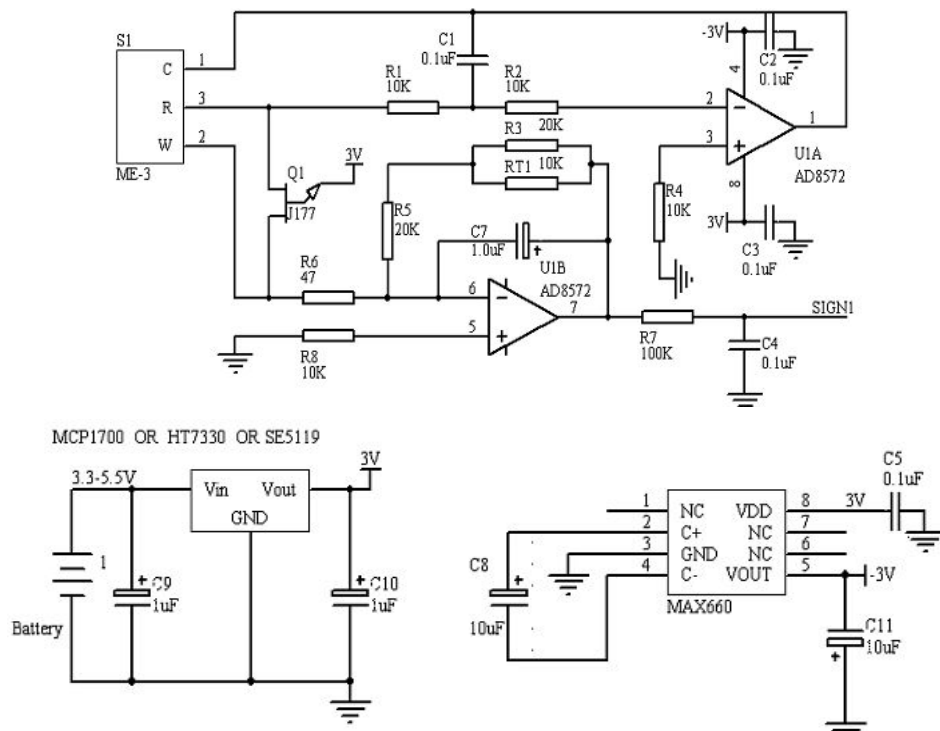 S1
C
1
R
3
W
2
ME-3
C1
0.1uF
R1
10K
R2
10K
20K
R3
10K
RT1
-3V
4
C2
0.1uF
2
3
1
U1A
AD8572
8
3V
C3
0.1uF
R4
10K
Q1
J177
3V
R5
20K
C7
1.0uF
+
U1B
AD8572
R6
47
6
5
7
R8
10K
R7
100K
SIGN1
C4
0.1uF
MCP1700 OR HT7330 OR SE5119
3.3-5.5V
Vin Vout
GND
3V
1
Battery
+
C9
1uF
+
C10
1uF
C8
+
10uF
1 NC VDD 8 3V
2 C+ NC 7
3 GND NC 6
4 C- VOUT 5
-3V
MAX660
C5
0.1uF
C11
10uF
+